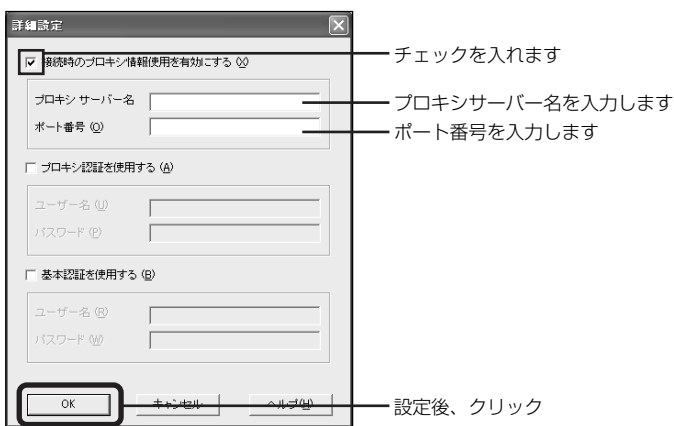 詳細設定
接続時のプロキシ情報使用を有効にする (X)
チェックを入れます
プロキシ サーバー名
プロキシサーバー名を入力します
ポート番号 (O)
ポート番号を入力します
プロキシ認証を使用する (A)
ユーザー名 (U)
パスワード (P)
基本認証を使用する (B)
ユーザー名 (R)
パスワード (W)
OK
キャンセル
ヘルプ(H)
設定後、クリック